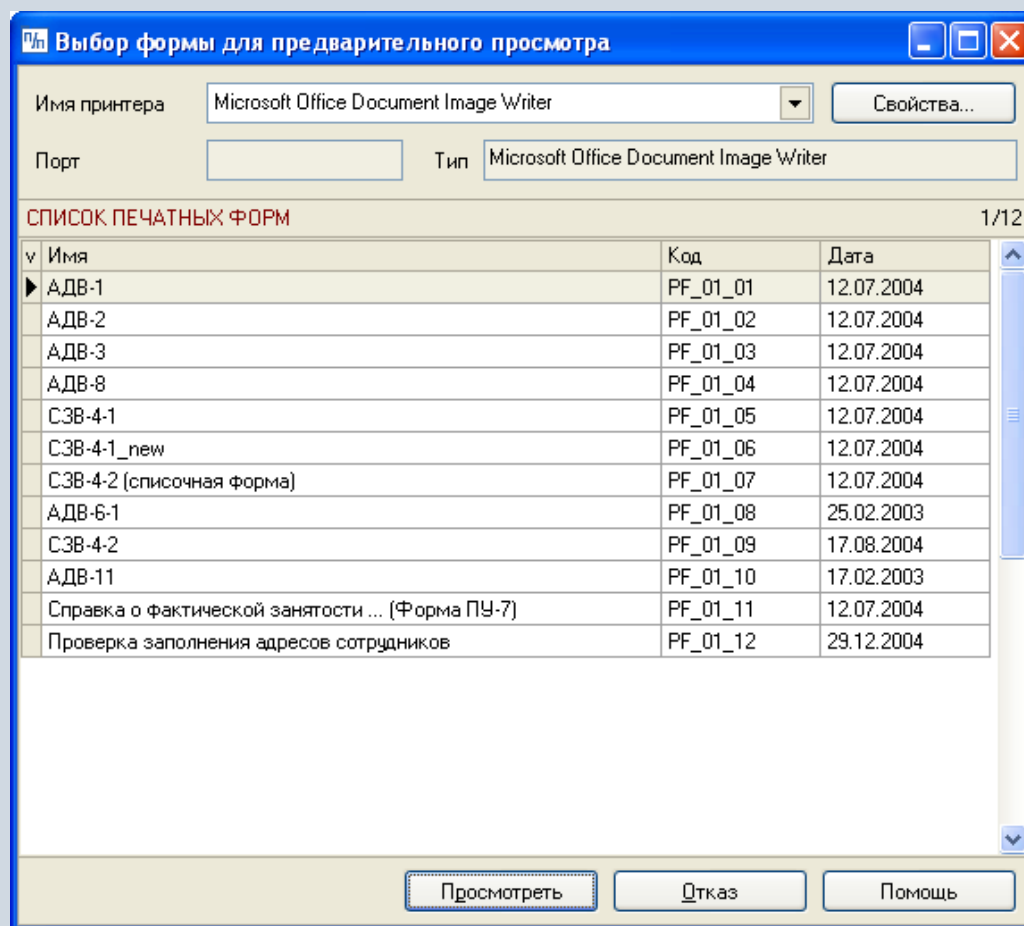 П/п Выбор формы для предварительного просмотра
Имя принтера Microsoft Office Document Image Writer Свойства...
Порт Тип Microsoft Office Document Image Writer
СПИСОК ПЕЧАТНЫХ ФОРМ 1/12
v Имя Код Дата
АДВ-1 PF_01_01 12.07.2004
АДВ-2 PF_01_02 12.07.2004
АДВ-3 PF_01_03 12.07.2004
АДВ-8 PF_01_04 12.07.2004
СЗВ-4-1 PF_01_05 12.07.2004
СЗВ-4-1_new PF_01_06 12.07.2004
СЗВ-4-2 (списочная форма) PF_01_07 12.07.2004
АДВ-6-1 PF_01_08 25.02.2003
СЗВ-4-2 PF_01_09 17.08.2004
АДВ-11 PF_01_10 17.02.2003
Справка о фактической занятости ... (Форма ПУ-7) PF_01_11 12.07.2004
Проверка заполнения адресов сотрудников PF_01_12 29.12.2004
Просмотреть Отказ Помощь